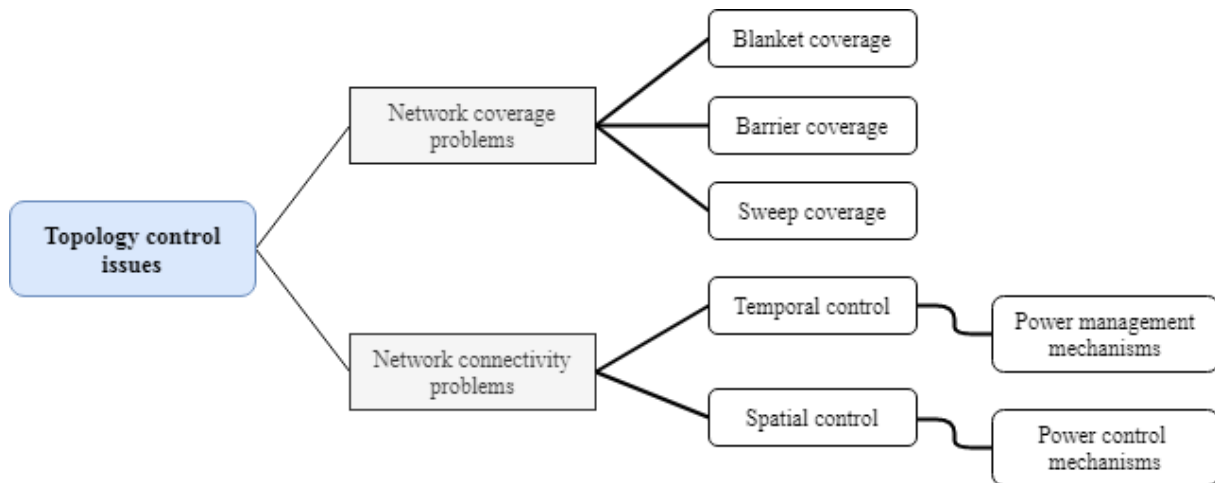 Topology control
issues
Network coverage
problems
Blanket coverage
Barrier coverage
Sweep coverage
Network connectivity
problems
Temporal control
Power management
mechanisms
Spatial control
Power control
mechanisms